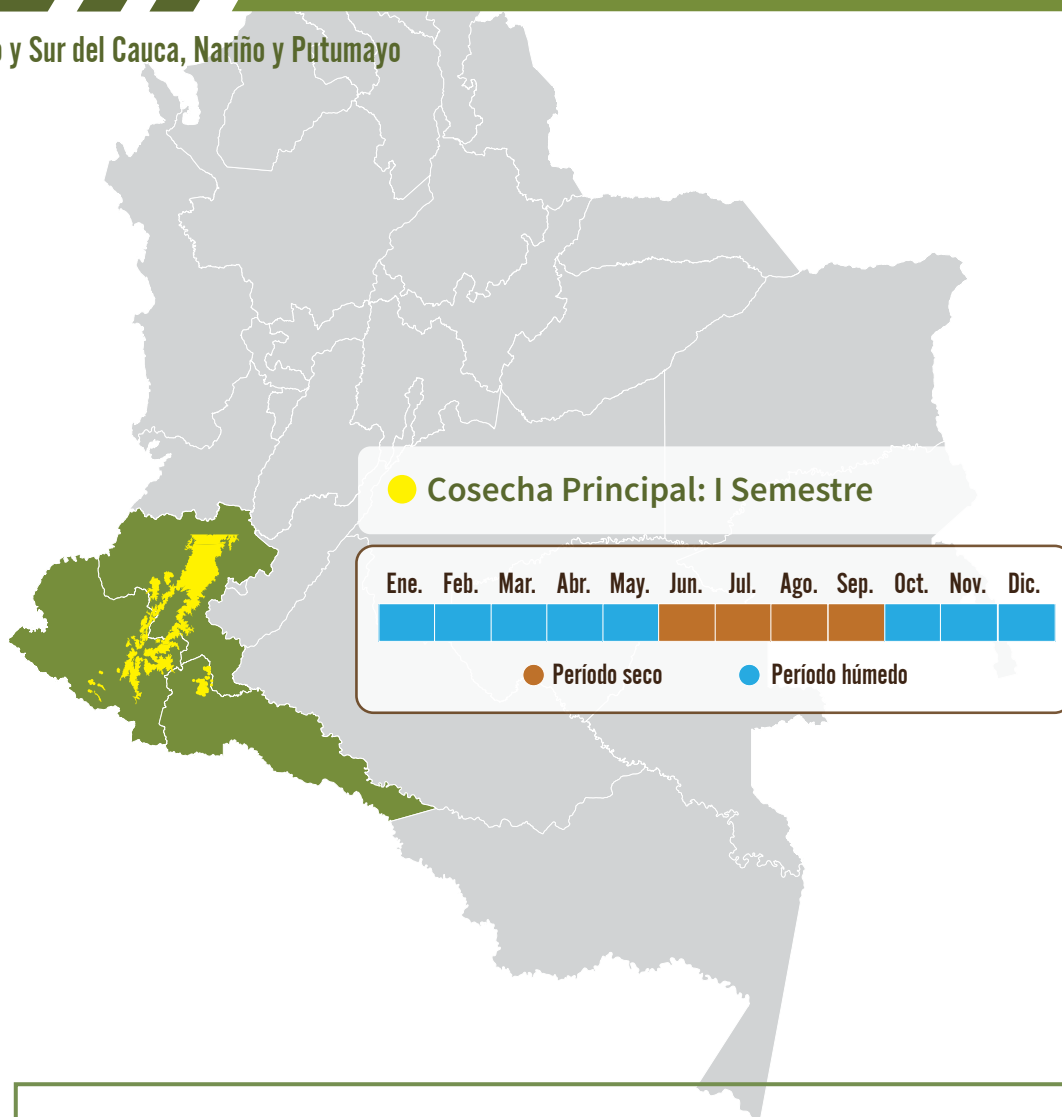 y Sur del Cauca, Nariño y Putumayo
Cosecha Principal: I Semestre
Ene. Feb. Mar. Abr. May. Jun. Jul. Ago. Sep. Oct. Nov. Dic.
Período seco Período húmedo